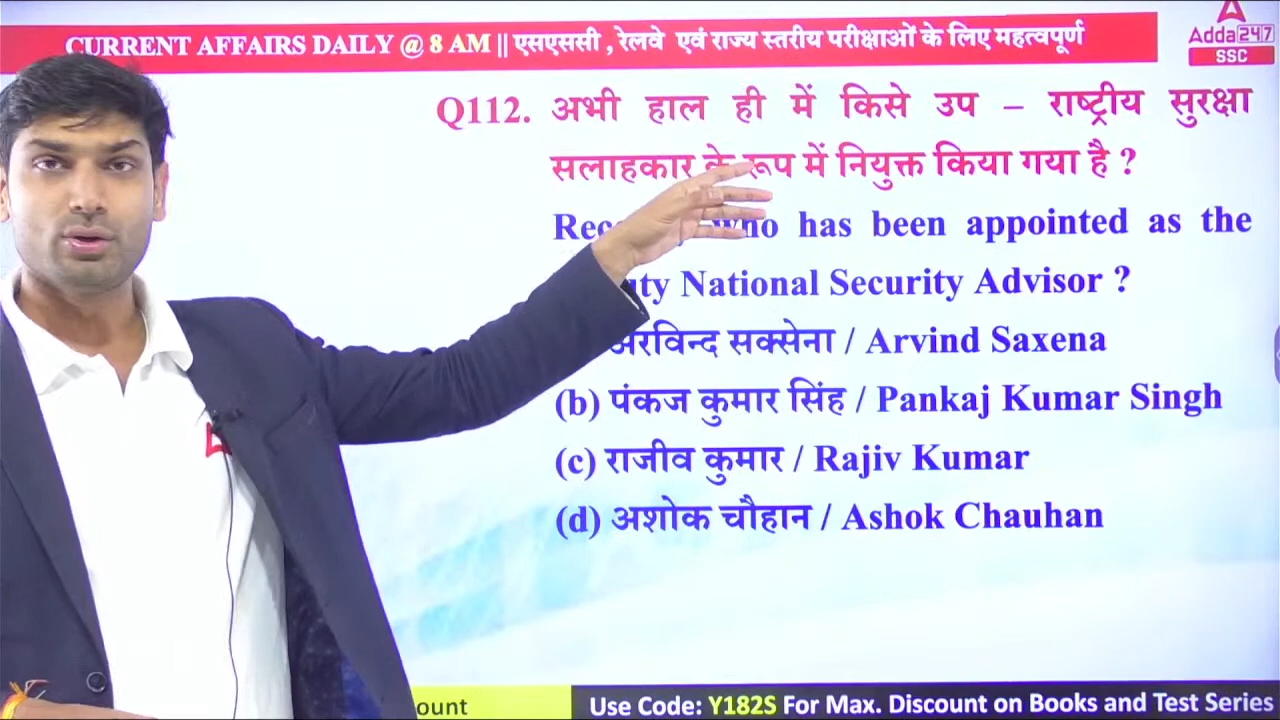 CURRENT AFFAIRS DAILY @ 8 AM || एसएससी , रेलवे एवं राज्य स्तरीय परीक्षाओं के लिए महत्वपूर्ण
Adda247
SSC
Q112. अभी हाल ही में किसे उप – राष्ट्रीय सुरक्षा
सलाहकार के रूप में नियुक्त किया गया है ?
who has been appointed as the
National Security Advisor ?
अरविन्द सक्सेना / Arvind Saxena
(b) पंकज कुमार सिंह / Pankaj Kumar Singh
(c) राजीव कुमार / Rajiv Kumar
(d) अशोक चौहान / Ashok Chauhan
Use Code: Y182S For Max. Discount on Books and Test Series